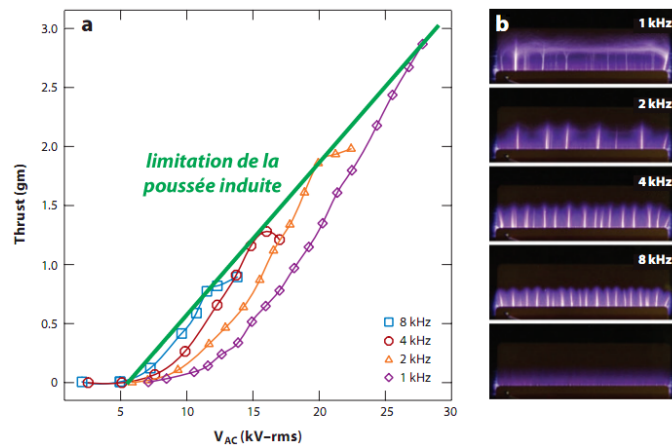 a
3.0
2.5
2.0
1.5
1.0
0.5
0.0
Thrust (gm)
limitation de la
poussée induite
8 kHz
4 kHz
2 kHz
1 kHz
0
5
10
15
20
25
30
V_AC (kV–rms)
b
1 kHz
2 kHz
4 kHz
8 kHz